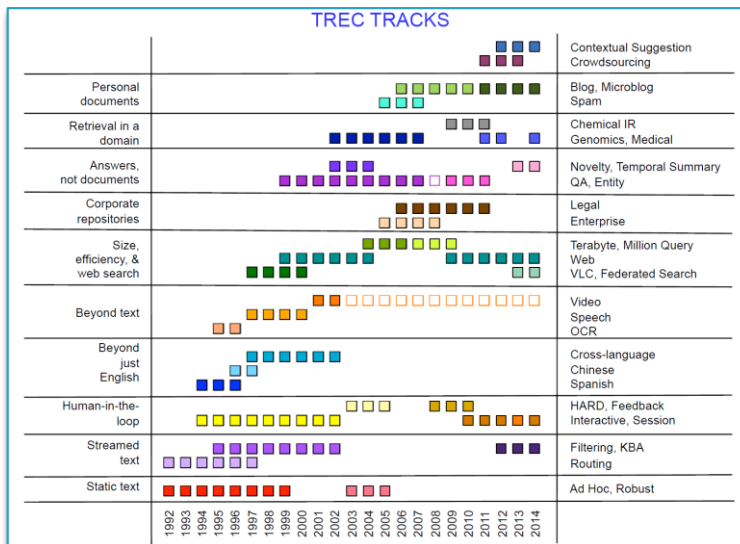 TREC TRACKS
Contextual Suggestion
Crowdsourcing
Personal
documents
Blog, Microblog
Spam
Retrieval in a
domain
Chemical IR
Genomics, Medical
Answers,
not documents
Novelty, Temporal Summary
QA, Entity
Corporate
repositories
Legal
Enterprise
Size,
efficiency, &
web search
Terabyte, Million Query
Web
VLC, Federated Search
Beyond text
Video
Speech
OCR
Beyond
just
English
Cross-language
Chinese
Spanish
Human-in-the-
loop
HARD, Feedback
Interactive, Session
Streamed
text
Filtering, KBA
Routing
Static text
Ad Hoc, Robust
1992
1993
1994
1995
1996
1997
1998
1999
2000
2001
2002
2003
2004
2005
2006
2007
2008
2009
2010
2011
2012
2013
2014